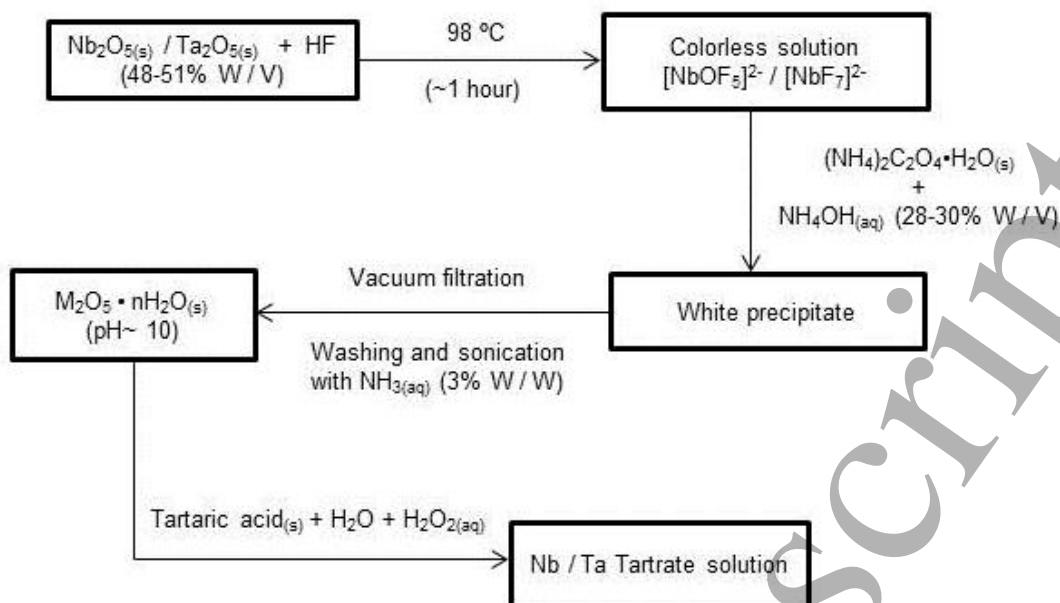 Nb₂O₅₍ₛ₎ / Ta₂O₅₍ₛ₎ + HF
(48-51% W / V)
98 ºC
(~1 hour)
Colorless solution
[NbOF₅]²⁻ / [NbF₇]²⁻
(NH₄)₂C₂O₄•H₂O₍ₛ₎
+
NH₄OH₍ₐq₎ (28-30% W / V)
White precipitate
Vacuum filtration
Washing and sonication
with NH₃₍ₐq₎ (3% W / W)
M₂O₅ • nH₂O₍ₛ₎
(pH~ 10)
Tartaric acid₍ₛ₎ + H₂O + H₂O₂₍ₐq₎
Nb / Ta Tartrate solution
script